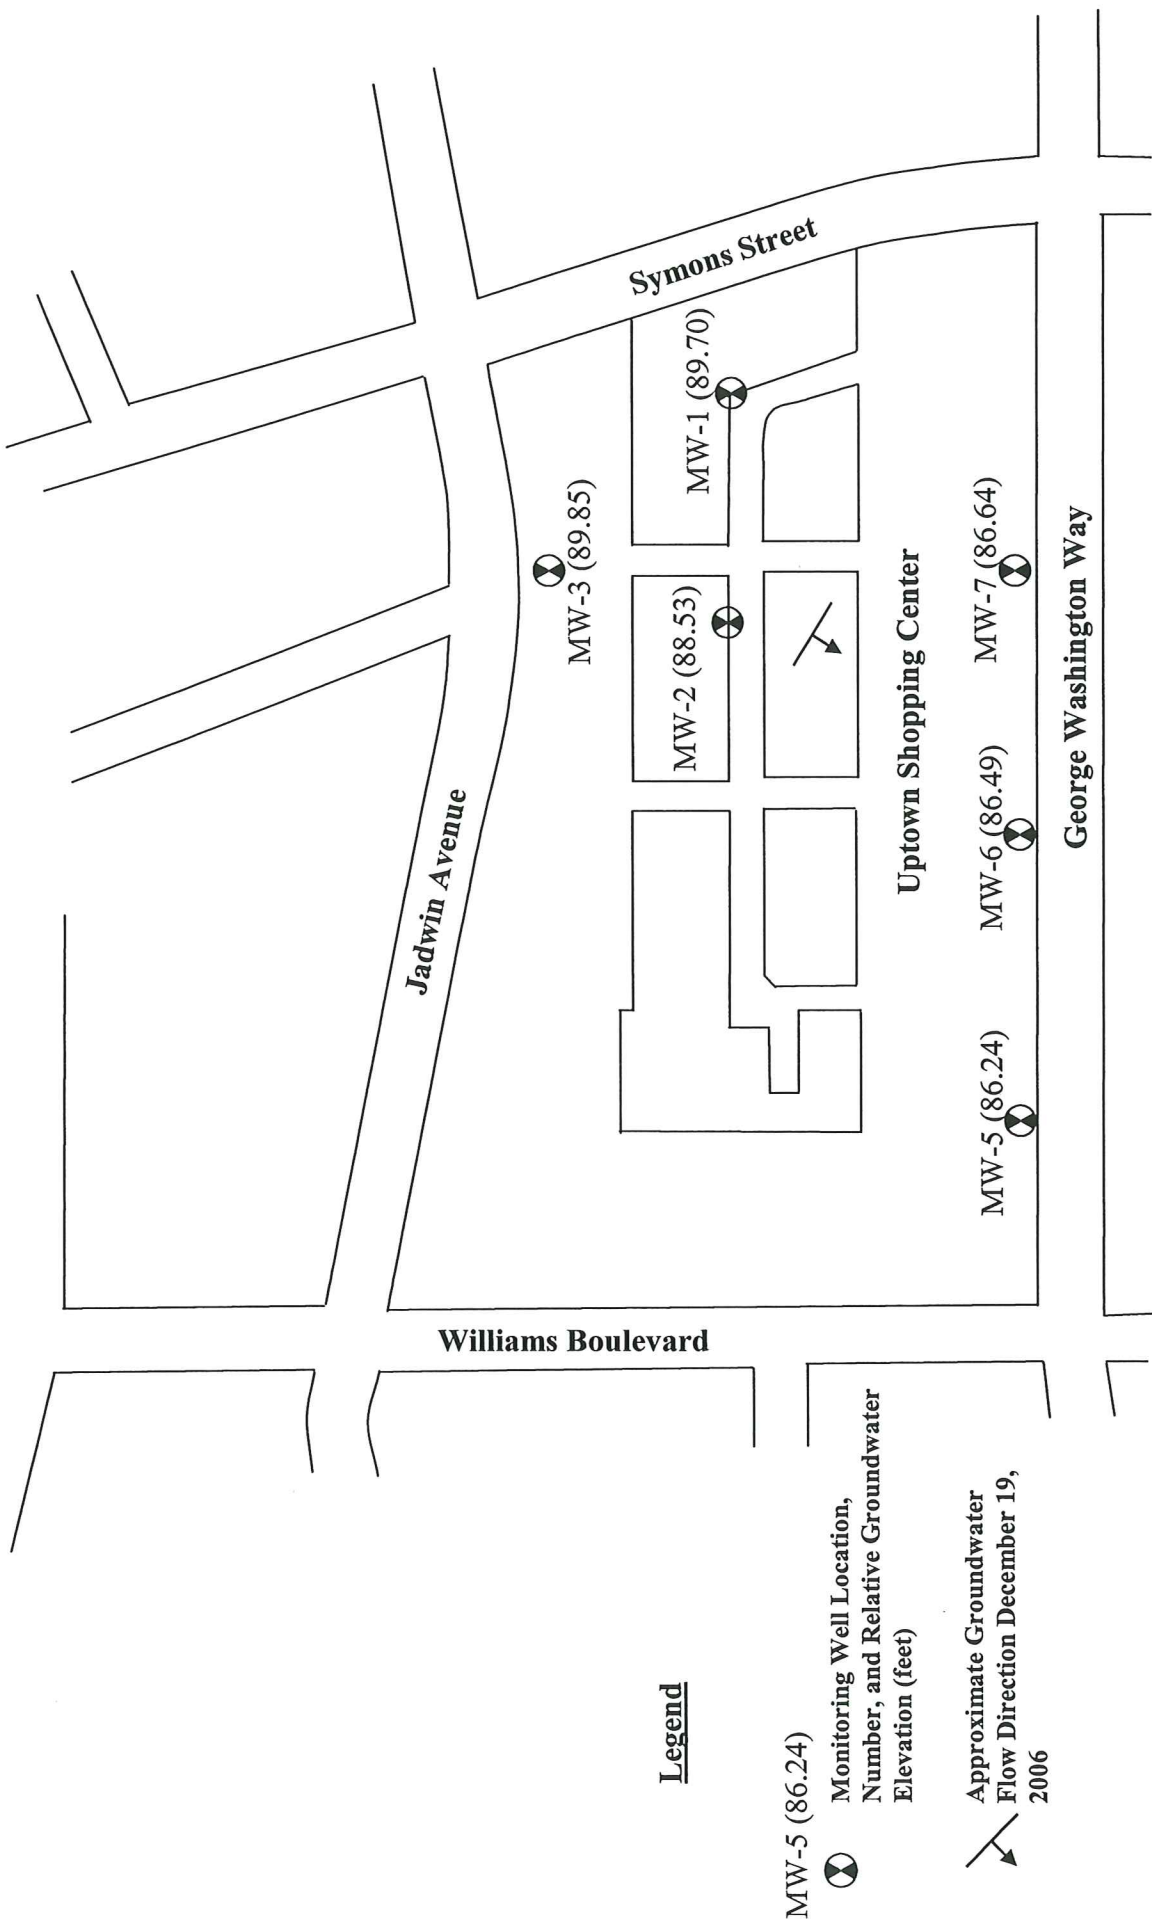 Symons Street
MW-1 (89.70)
MW-3 (89.85)
MW-2 (88.53)
MW-7 (86.64)
Uptown Shopping Center
George Washington Way
MW-6 (86.49)
Jadwin Avenue
MW-5 (86.24)
Williams Boulevard
Legend
MW-5 (86.24)
Monitoring Well Location,
Number, and Relative Groundwater
Elevation (feet)
Approximate Groundwater
Flow Direction December 19,
2006